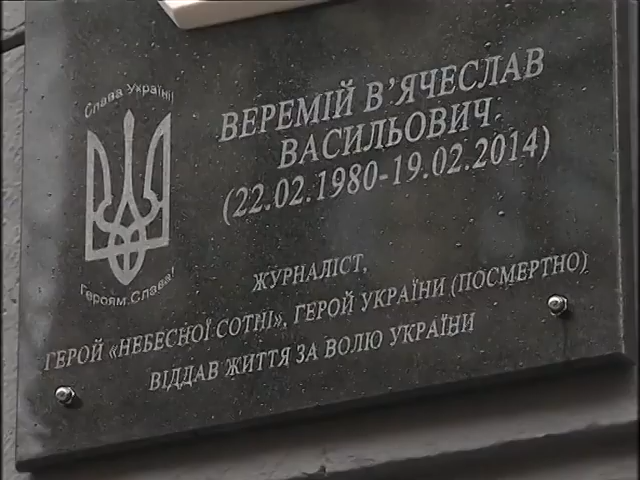 Слава Україні!
ВЕРЕМІЙ В’ЯЧЕСЛАВ
ВАСИЛЬОВИЧ
(22.02.1980-19.02.2014)
Героям Слава!
ЖУРНАЛІСТ,
ГЕРОЙ «НЕБЕСНОЇ СОТНІ», ГЕРОЙ УКРАЇНИ (ПОСМЕРТНО)
ВІДДАВ ЖИТТЯ ЗА ВОЛЮ УКРАЇНИ